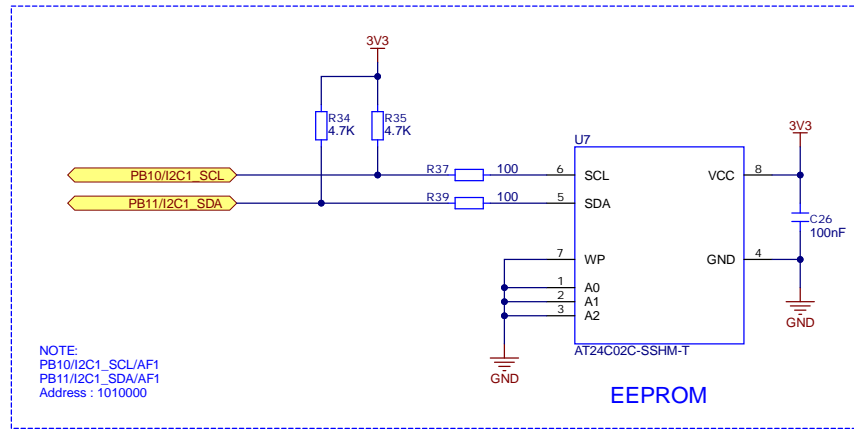 3V3
R34
4.7K
R35
4.7K
U7
3V3
PB10/I2C1_SCL
R37
100
6
SCL
VCC
8
PB11/I2C1_SDA
R39
100
5
SDA
C26
100nF
7
WP
GND
4
1
A0
2
A1
3
A2
GND
GND
AT24C02C-SSHM-T
NOTE:
PB10/I2C1_SCL/AF1
PB11/I2C1_SDA/AF1
Address : 1010000
EEPROM